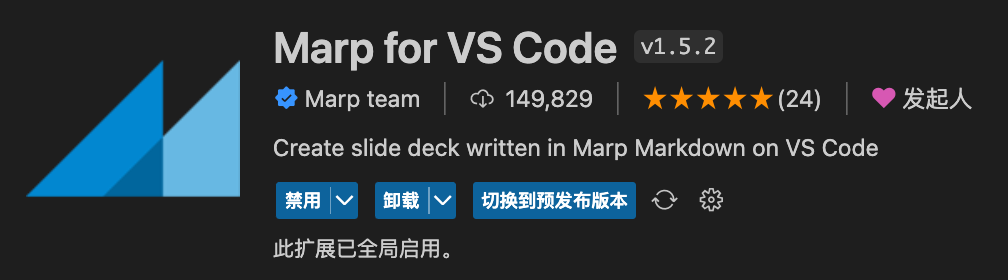 Marp for VS Code v1.5.2
Marp team 149,829 (24) 发起人
Create slide deck written in Marp Markdown on VS Code
禁用 卸载 切换到预发布版本
此扩展已全局启用。